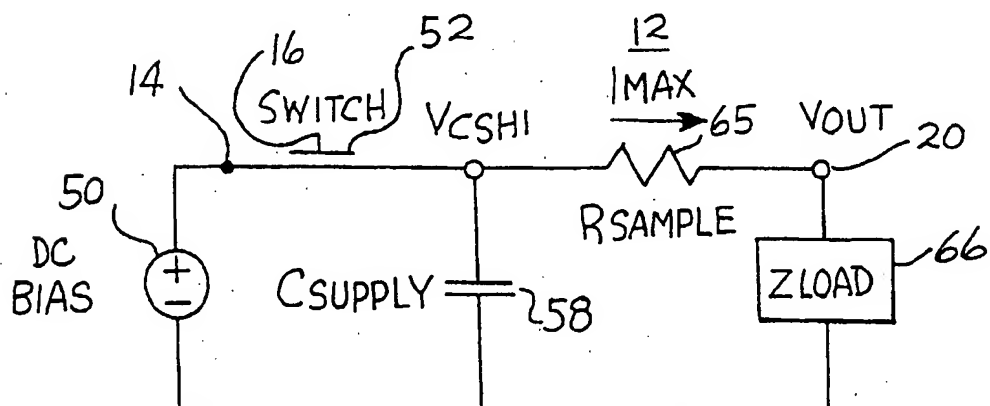 12
16
52
14
SWITCH
VCSHI
IMAX
65
VOUT
20
50
DC
BIAS
+
−
CSUPPLY
58
RSAMPLE
ZLOAD
66